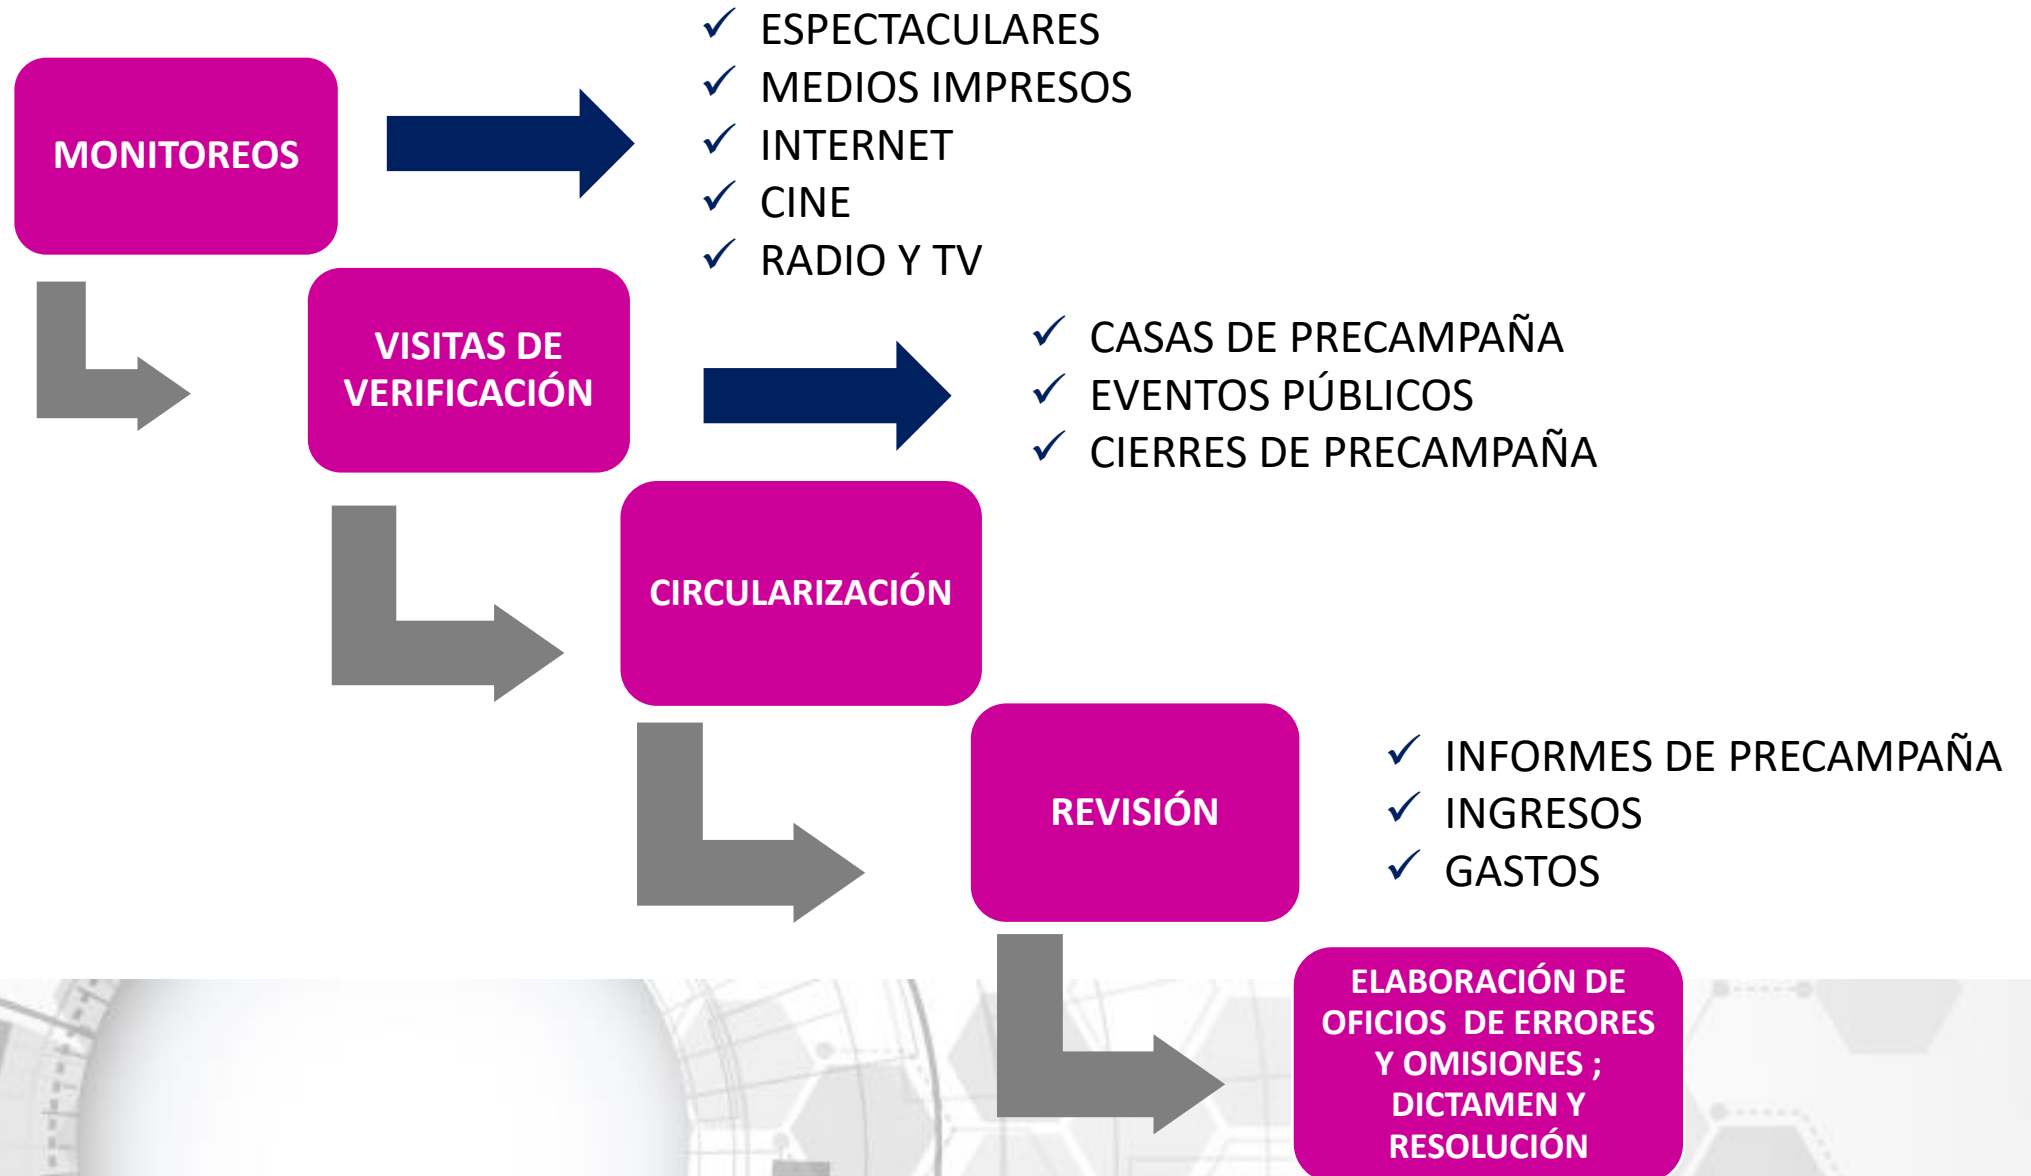 MONITOREOS
ESPECTACULARES
MEDIOS IMPRESOS
INTERNET
CINE
RADIO Y TV
VISITAS DE
VERIFICACIÓN
CASAS DE PRECAMPAÑA
EVENTOS PÚBLICOS
CIERRES DE PRECAMPAÑA
CIRCULARIZACIÓN
REVISIÓN
INFORMES DE PRECAMPAÑA
INGRESOS
GASTOS
ELABORACIÓN DE
OFICIOS  DE ERRORES
Y OMISIONES ;
DICTAMEN Y
RESOLUCIÓN